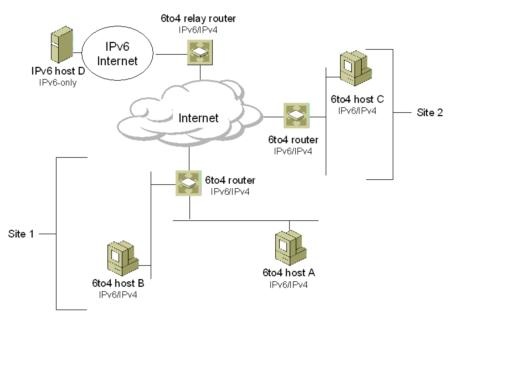 6to4 relay router
IPv6/IPv4
IPv6
Internet
IPv6 host D
IPv6-only
Internet
6to4 host C
IPv6/IPv4
Site 2
6to4 router
IPv6/IPv4
6to4 router
IPv6/IPv4
Site 1
6to4 host B
IPv6/IPv4
6to4 host A
IPv6/IPv4